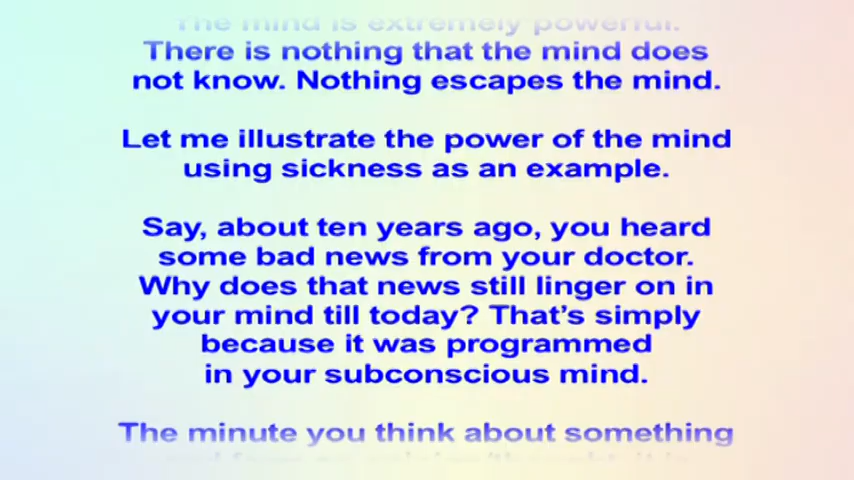 The mind is extremely powerful.
There is nothing that the mind does
not know. Nothing escapes the mind.
Let me illustrate the power of the mind
using sickness as an example.
Say, about ten years ago, you heard
some bad news from your doctor.
Why does that news still linger on in
your mind till today? That’s simply
because it was programmed
in your subconscious mind.
The minute you think about something